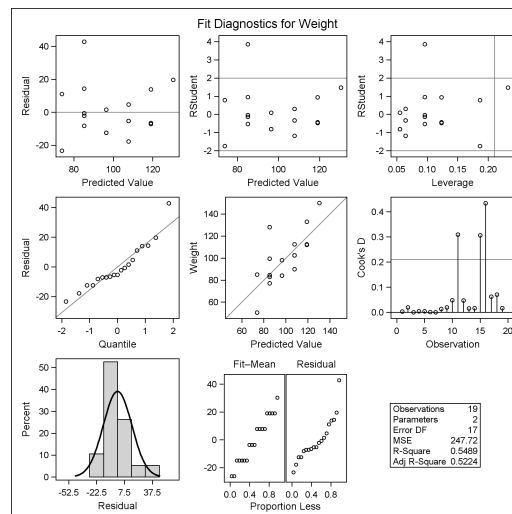 Fit Diagnostics for Weight
40
20
0
-20
Residual
80 100 120
Predicted Value
4
3
2
1
0
-1
-2
RStudent
80 100 120
Predicted Value
4
3
2
1
0
-1
-2
RStudent
0.05 0.10 0.15 0.20
Leverage
40
20
0
-20
Residual
-2 -1 0 1 2
Quantile
140
120
100
80
60
Weight
60 80 100 120 140
Predicted Value
0.4
0.3
0.2
0.1
0.0
Cook's D
0 5 10 15 20
Observation
50
40
30
20
10
0
Percent
-52.5 -22.5 7.5 37.5
Residual
Fit–Mean Residual
40
20
0
-20
0.0 0.4 0.8 0.0 0.4 0.8
Proportion Less
Observations 19
Parameters 2
Error DF 17
MSE 247.72
R-Square 0.5489
Adj R-Square 0.5224